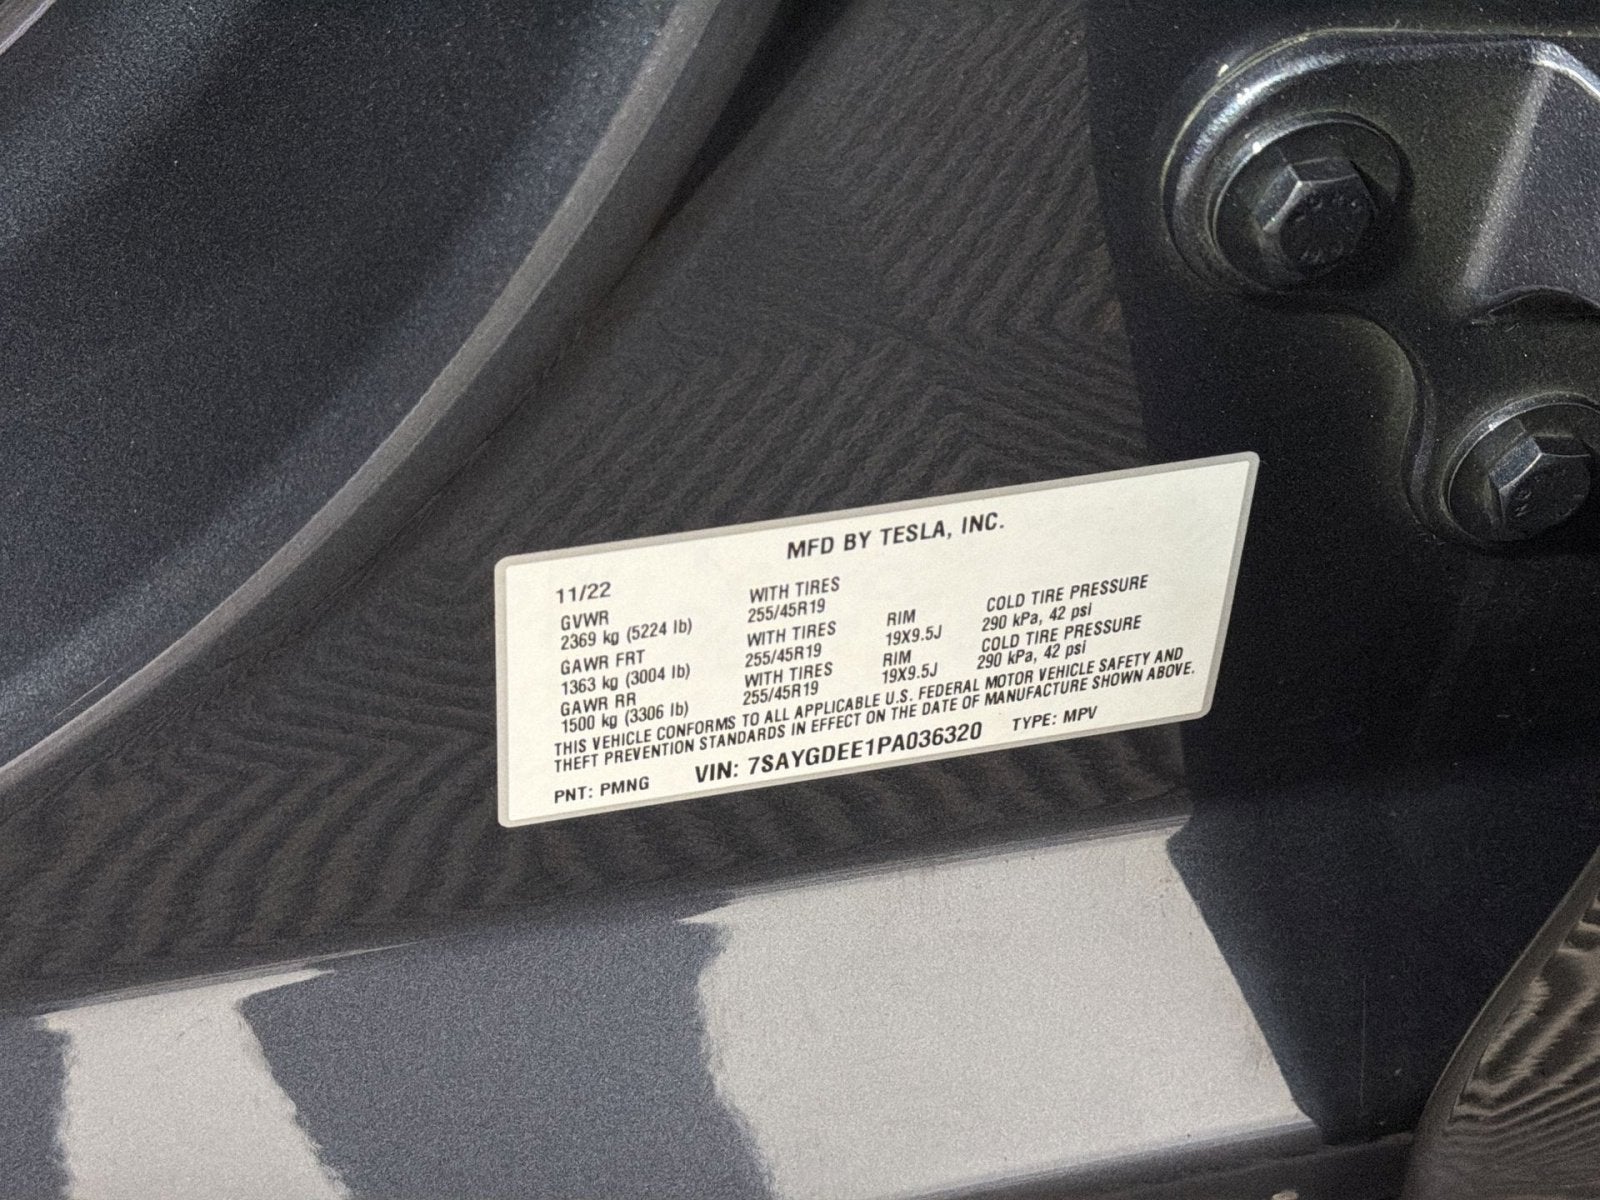 MFD BY TESLA, INC.
11/22
GVWR WITH TIRES
2369 kg (5224 lb) 255/45R19 RIM COLD TIRE PRESSURE
GAWR FRT WITH TIRES 19X9.5J 290 kPa, 42 psi
1363 kg (3004 lb) 255/45R19 RIM COLD TIRE PRESSURE
GAWR RR WITH TIRES 19X9.5J 290 kPa, 42 psi
1500 kg (3306 lb) 255/45R19
THIS VEHICLE CONFORMS TO ALL APPLICABLE U.S. FEDERAL MOTOR VEHICLE SAFETY AND
THEFT PREVENTION STANDARDS IN EFFECT ON THE DATE OF MANUFACTURE SHOWN ABOVE.
PNT: PMNG VIN: 7SAYGDEE1PA036320 TYPE: MPV